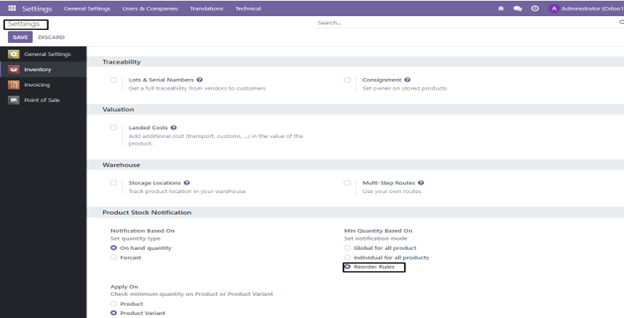 Settings General Settings Users & Companies Translations Technical Administrator (Odoo1
Settings Search...
SAVE DISCARD
General Settings
Inventory
Invoicing
Point of Sale
Traceability
Lots & Serial Numbers Consignment
Get a full traceability from vendors to customers Set owner on stored products
Valuation
Landed Costs
Add additional cost (transport, customs, ...) in the value of the
product.
Warehouse
Storage Locations Multi-Step Routes
Track product location in your warehouse Use your own routes
Product Stock Notification
Notification Based On Min Quantity Based On
Set quantity type Set notification mode
On hand quantity Global for all product
Forcast Individual for all products
Reorder Rules
Apply On
Check minimum quantity on Product or Product Variant
Product
Product Variant